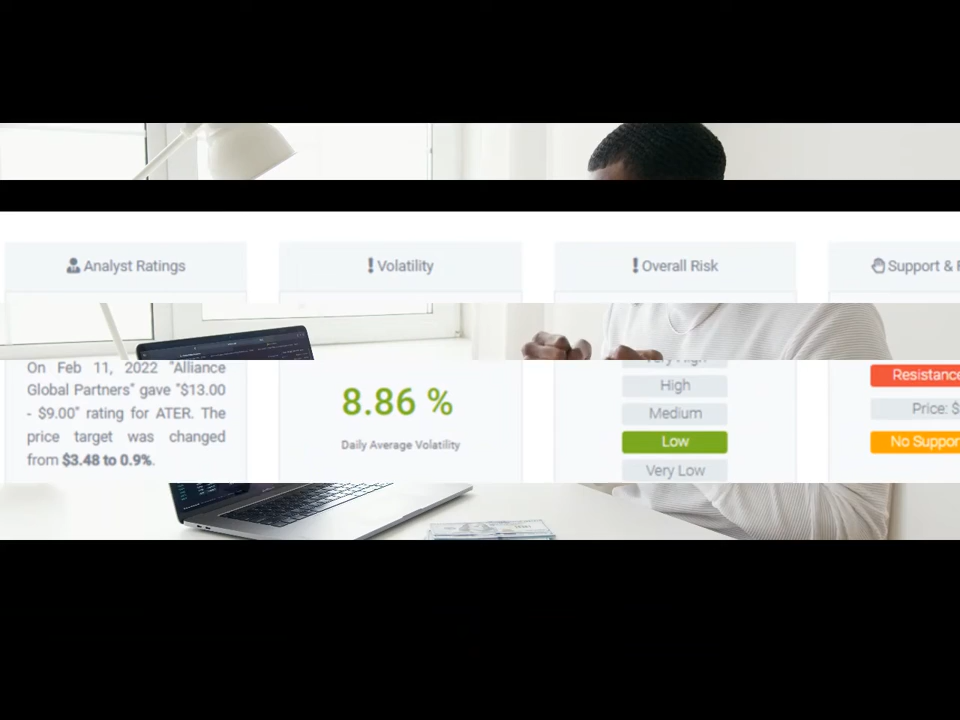 Analyst Ratings
Volatility
Overall Risk
Support &
On Feb 11, 2022 "Alliance
Global Partners" gave "$13.00
- $9.00" rating for ATER. The
price target was changed
from $3.48 to 0.9%.
8.86 %
Daily Average Volatility
Very High
High
Medium
Low
Very Low
Resistance
Price: $
No Suppor